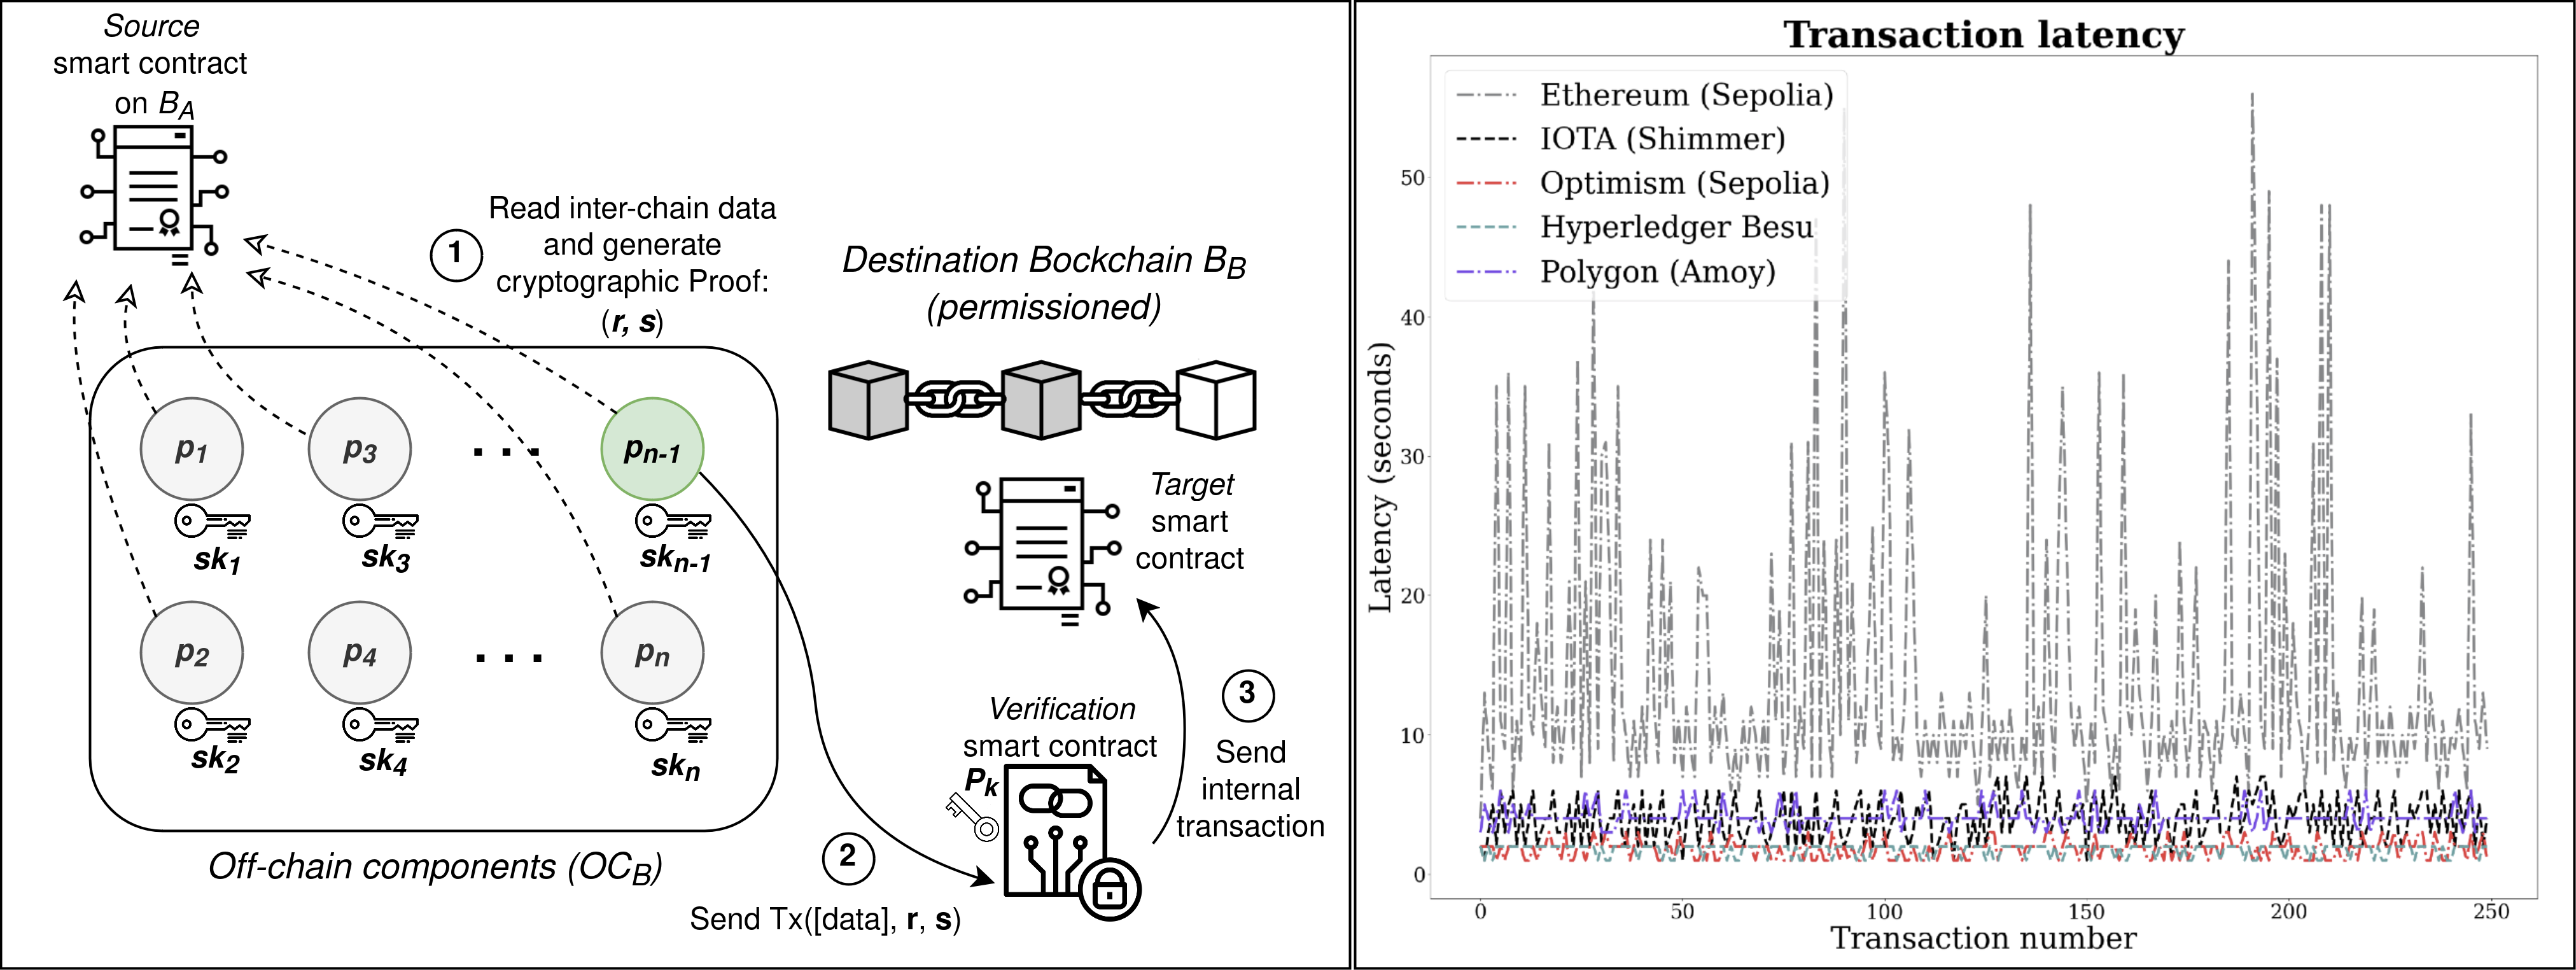 Source
smart contract
on B_A
1
Read inter-chain data
and generate
cryptographic Proof:
(r, s)
Destination Bockchain B_B
(permissioned)
p_1
p_3
. . .
p_n-1
sk_1
sk_3
sk_n-1
p_2
p_4
. . .
p_n
sk_2
sk_4
sk_n
Off-chain components (OC_B)
2
Send Tx([data], r, s)
Target
smart
contract
Verification
smart contract
P_k
3
Send
internal
transaction
Transaction latency
Ethereum (Sepolia)
IOTA (Shimmer)
Optimism (Sepolia)
Hyperledger Besu
Polygon (Amoy)
Latency (seconds)
50
40
30
20
10
0
0 50 100 150 200 250
Transaction number